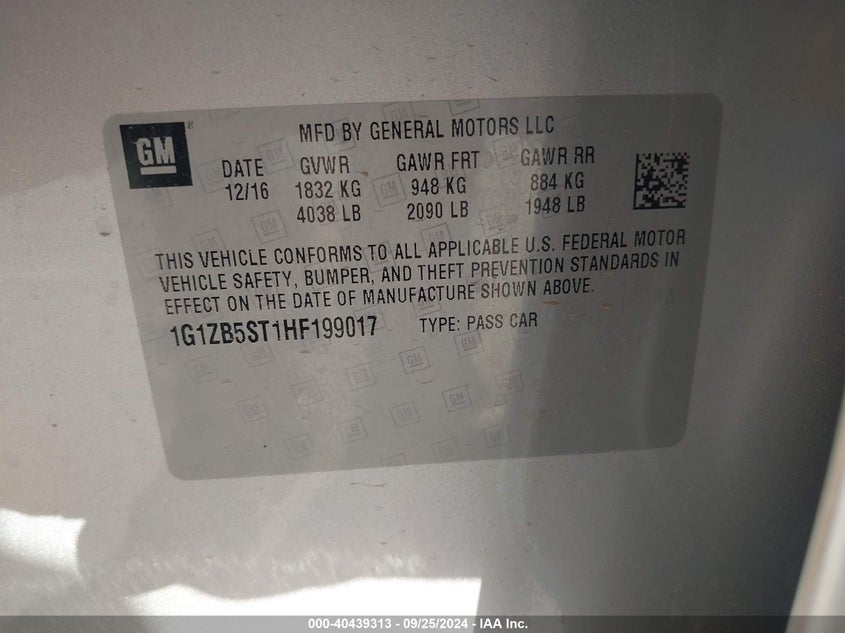 GM
MFD BY GENERAL MOTORS LLC
DATE GVWR GAWR FRT GAWR RR
12/16 1832 KG 948 KG 884 KG
4038 LB 2090 LB 1948 LB
THIS VEHICLE CONFORMS TO ALL APPLICABLE U.S. FEDERAL MOTOR
VEHICLE SAFETY, BUMPER, AND THEFT PREVENTION STANDARDS IN
EFFECT ON THE DATE OF MANUFACTURE SHOWN ABOVE.
1G1ZB5ST1HF199017 TYPE: PASS CAR
000-40439313 - 09/25/2024 - IAA Inc.